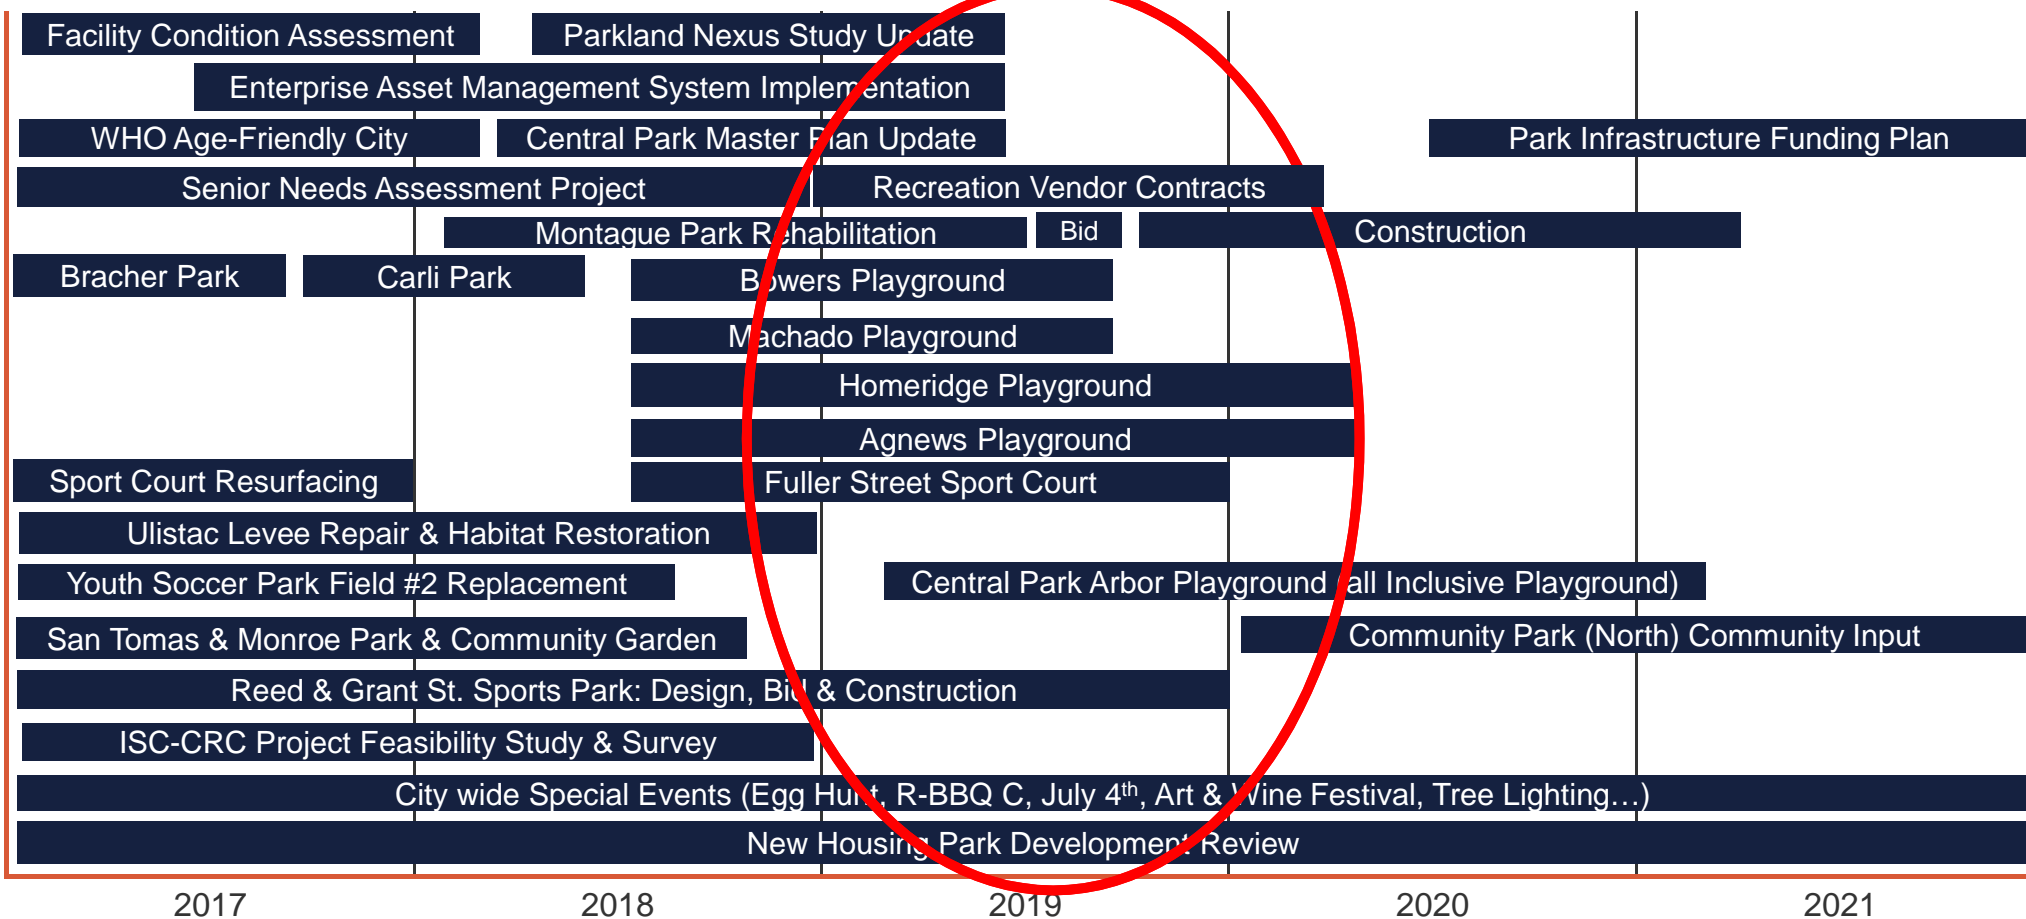 Facility Condition Assessment
Parkland Nexus Study Update
Enterprise Asset Management System Implementation
WHO Age-Friendly City
Central Park Master Plan Update
Park Infrastructure Funding Plan
Senior Needs Assessment Project
Recreation Vendor Contracts
Montague Park Rehabilitation
Bid
Construction
Bracher Park
Carli Park
Bowers Playground
Machado Playground
Homeridge Playground
Agnews Playground
Sport Court Resurfacing
Fuller Street Sport Court
Ulistac Levee Repair & Habitat Restoration
Youth Soccer Park Field #2 Replacement
Central Park Arbor Playground (all Inclusive Playground)
San Tomas & Monroe Park & Community Garden
Community Park (North) Community Input
Reed & Grant St. Sports Park: Design, Bid & Construction
ISC-CRC Project Feasibility Study & Survey
City wide Special Events (Egg Hunt, R-BBQ C, July 4th, Art & Wine Festival, Tree Lighting…)
New Housing Park Development Review
2017
2018
2019
2020
2021